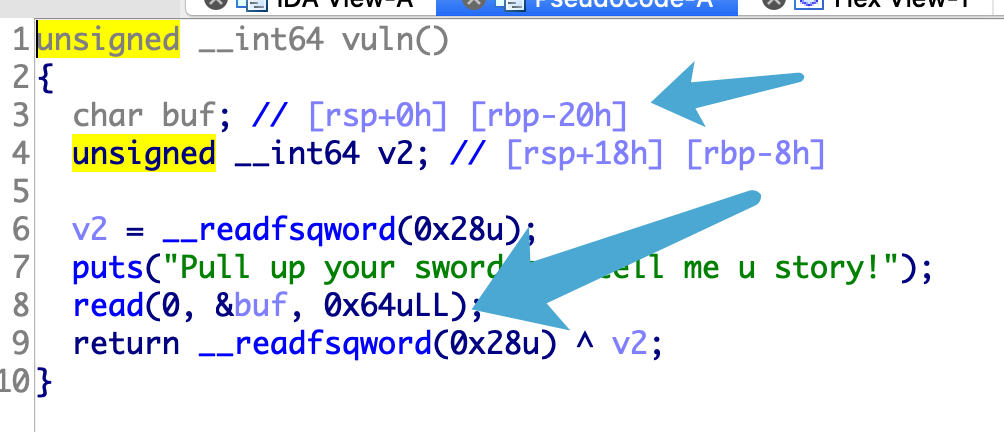 IDA View-A Pseudocode-A Hex View-1
1 unsigned __int64 vuln()
2 {
3 char buf; // [rsp+0h] [rbp-20h]
4 unsigned __int64 v2; // [rsp+18h] [rbp-8h]
5
6 v2 = __readfsqword(0x28u);
7 puts("Pull up your sword tell me u story!");
8 read(0, &buf, 0x64uLL);
9 return __readfsqword(0x28u) ^ v2;
10 }